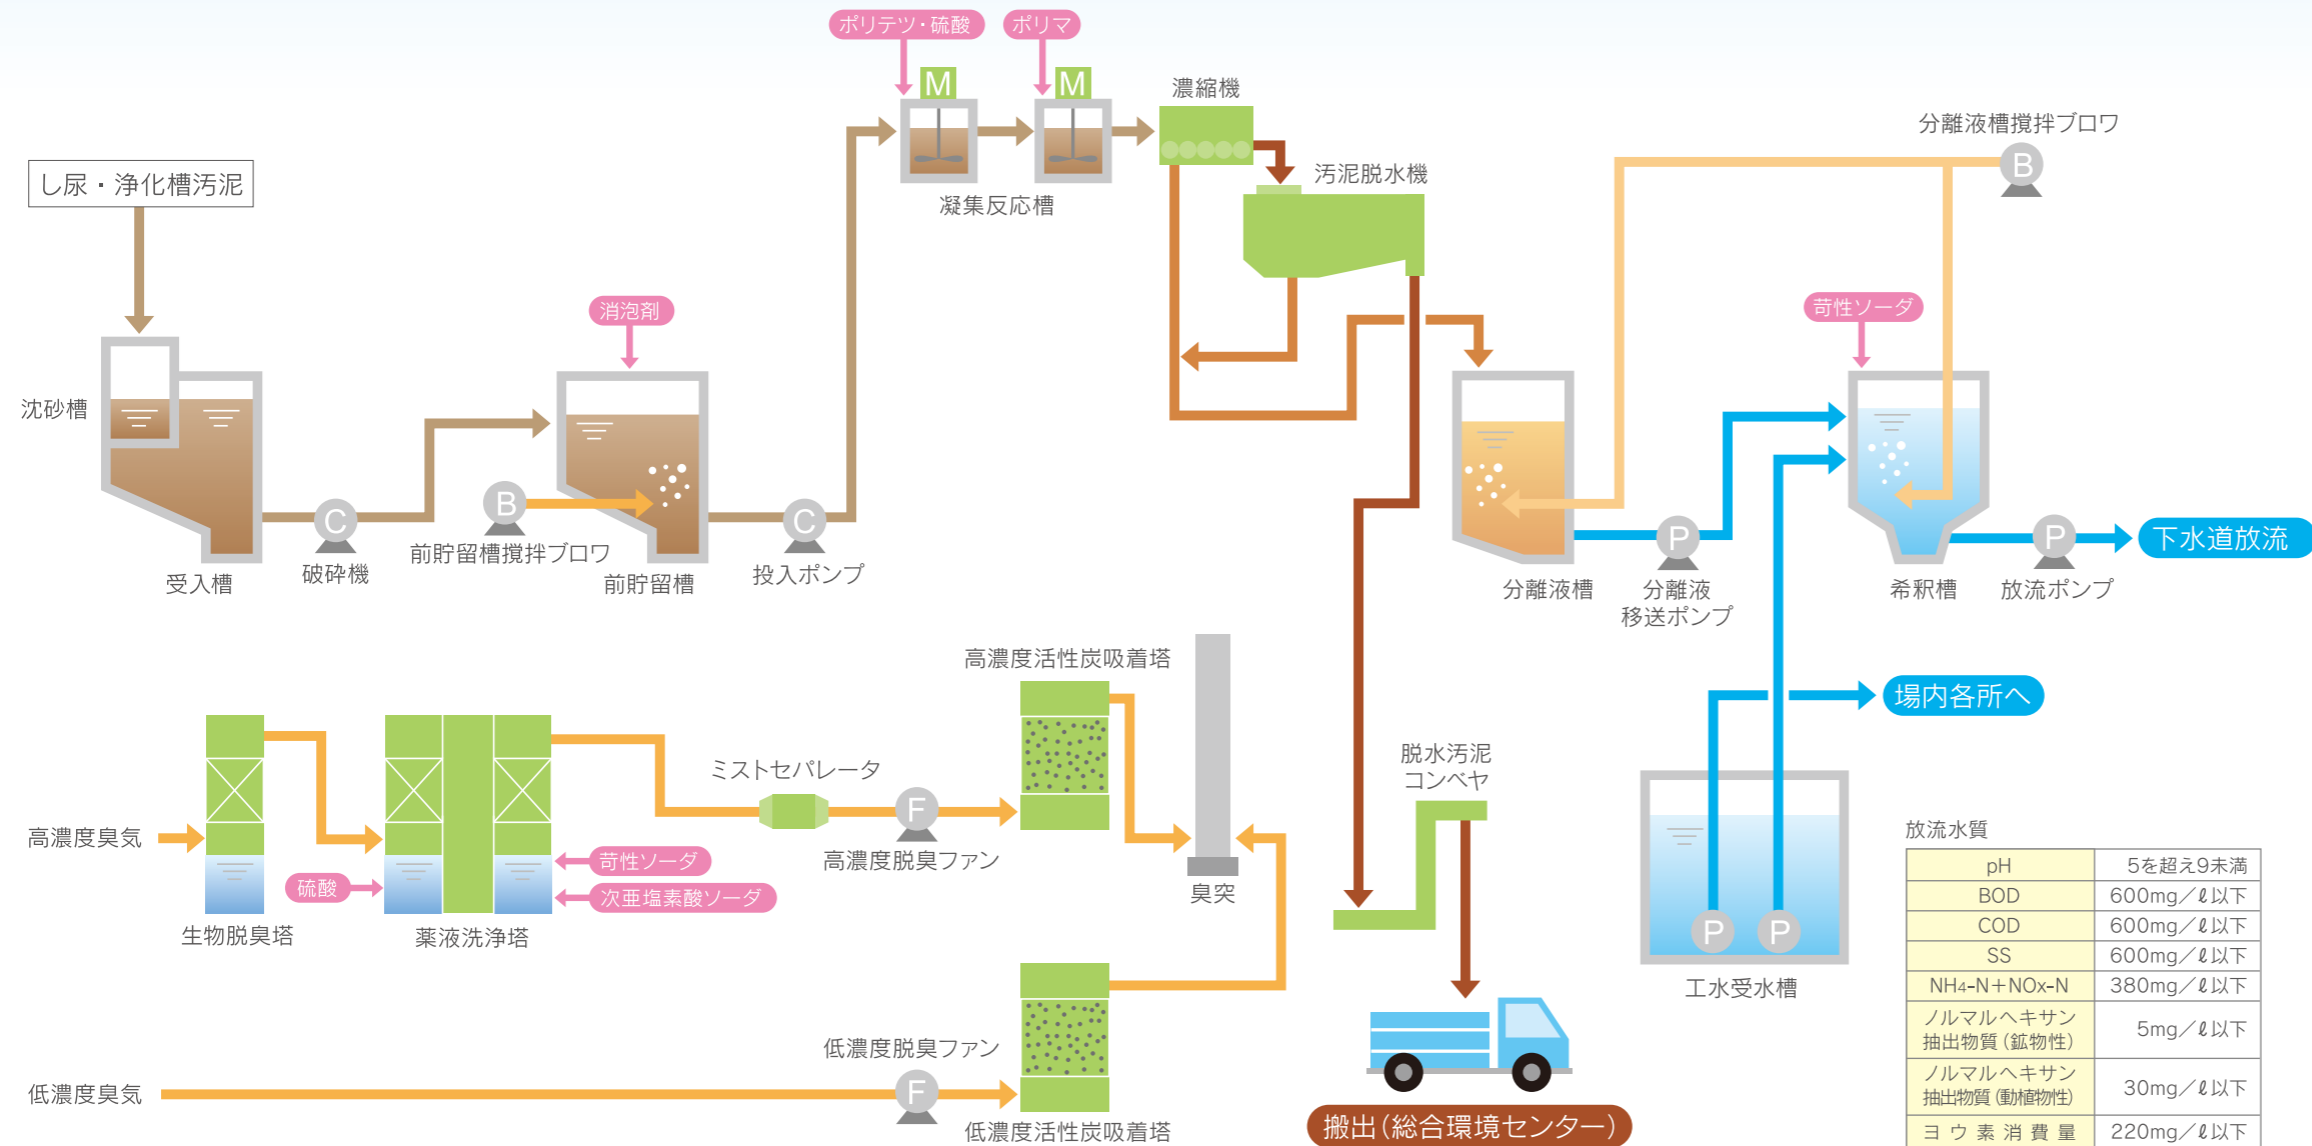 ポリテツ・硫酸
ポリマ
M
M
濃縮機
凝集反応槽
汚泥脱水機
分離液槽撹拌ブロワ
B
し尿・浄化槽汚泥
消泡剤
苛性ソーダ
沈砂槽
受入槽
C
破砕機
B
前貯留槽撹拌ブロワ
前貯留槽
C
投入ポンプ
分離液槽
P
分離液
移送ポンプ
希釈槽
P
放流ポンプ
下水道放流
場内各所へ
P
P
工水受水槽
高濃度臭気
生物脱臭塔
硫酸
薬液洗浄塔
苛性ソーダ
次亜塩素酸ソーダ
ミストセパレータ
F
高濃度脱臭ファン
高濃度活性炭吸着塔
臭突
低濃度臭気
F
低濃度脱臭ファン
低濃度活性炭吸着塔
脱水汚泥
コンベヤ
搬出(総合環境センター)
放流水質
pH 5を超え9未満
BOD 600mg/ℓ以下
COD 600mg/ℓ以下
SS 600mg/ℓ以下
NH4-N+NOx-N 380mg/ℓ以下
ノルマルヘキサン
抽出物質(鉱物性) 5mg/ℓ以下
ノルマルヘキサン
抽出物質(動植物性) 30mg/ℓ以下
ヨウ素消費量 220mg/ℓ以下